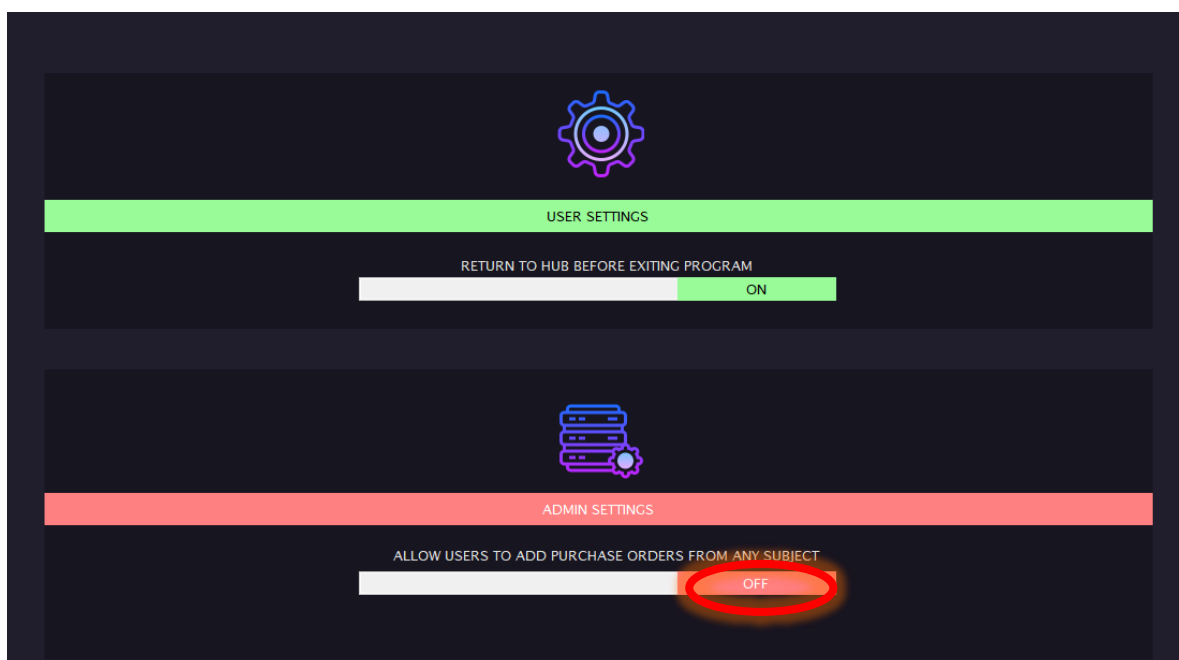 USER SETTINGS
RETURN TO HUB BEFORE EXITING PROGRAM
ON
ADMIN SETTINGS
ALLOW USERS TO ADD PURCHASE ORDERS FROM ANY SUBJECT
OFF